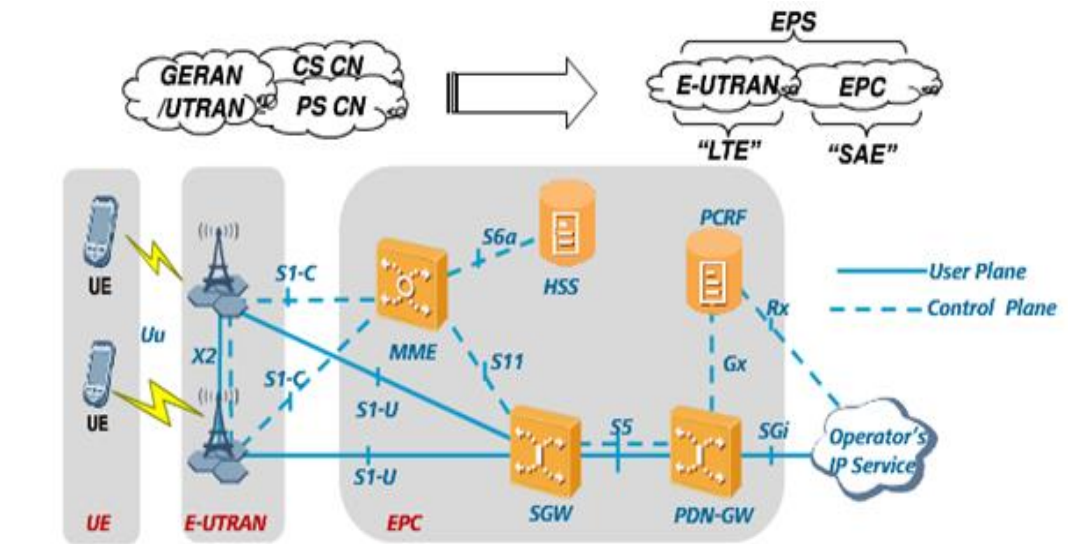 EPS
GERAN
/UTRAN
CS CN
PS CN
E-UTRAN
EPC
“LTE”
“SAE”
UE
UE
Uu
X2
S1-C
S1-C
S1-U
S1-U
MME
S6a
HSS
S11
SGW
S5
PCRF
Gx
Rx
PDN-GW
SGi
Operator's
IP Service
User Plane
Control Plane
UE
E-UTRAN
EPC